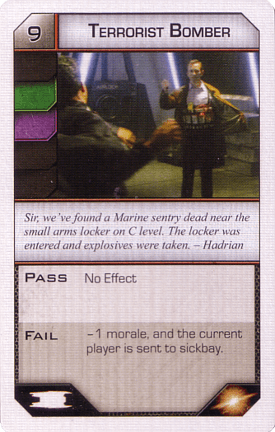 9
TERRORIST BOMBER
Sir, we've found a Marine sentry dead near the
small arms locker on C level. The locker was
entered and explosives were taken. – Hadrian
PASS No Effect
FAIL –1 morale, and the current
player is sent to sickbay.